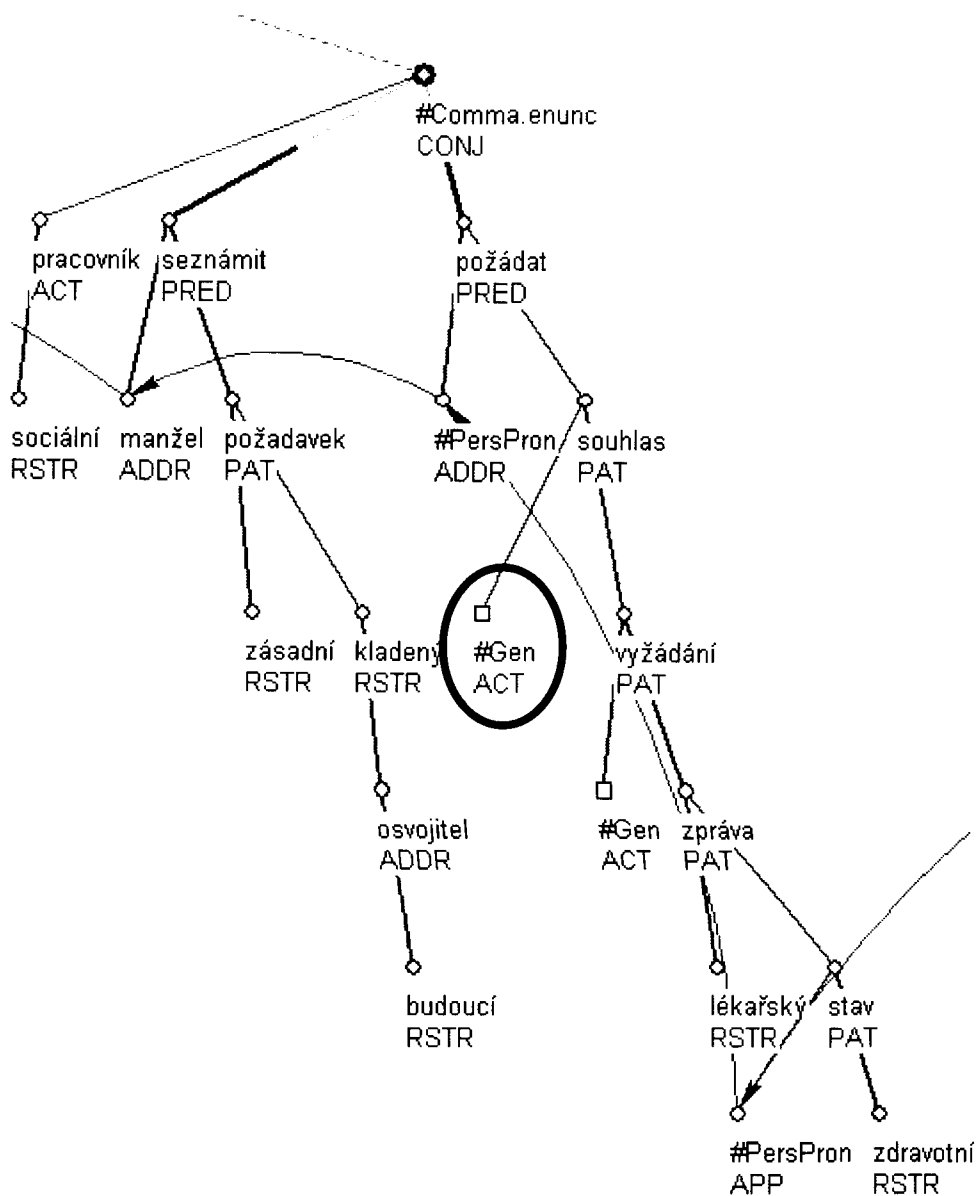 #Comma.enunc
CONJ
pracovník
ACT
seznámit
PRED
požádat
PRED
sociální
RSTR
manžel
ADDR
požadavek
PAT
#PersPron
ADDR
souhlas
PAT
zásadní
RSTR
kladený
RSTR
#Gen
ACT
vyžádání
PAT
osvojitel
ADDR
#Gen
ACT
zpráva
PAT
budoucí
RSTR
lékařský
RSTR
stav
PAT
#PersPron
APP
zdravotní
RSTR